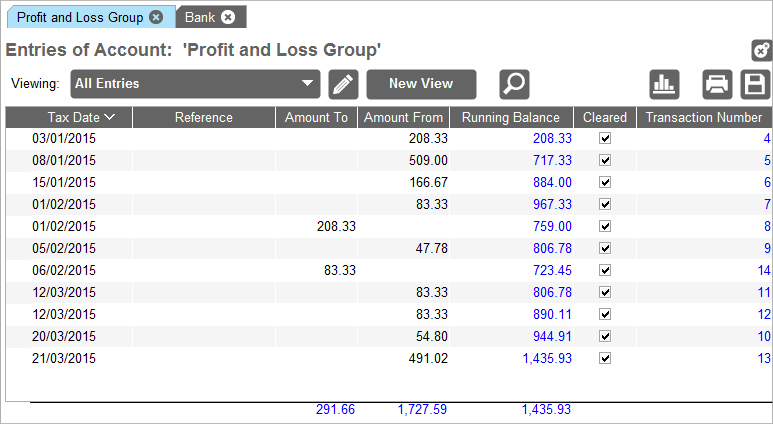 Profit and Loss Group Bank
Entries of Account: 'Profit and Loss Group'
Viewing: All Entries New View
Tax Date Reference Amount To Amount From Running Balance Cleared Transaction Number
03/01/2015 208.33 208.33 4
08/01/2015 509.00 717.33 5
15/01/2015 166.67 884.00 6
01/02/2015 83.33 967.33 7
01/02/2015 208.33 759.00 8
05/02/2015 47.78 806.78 9
06/02/2015 83.33 723.45 14
12/03/2015 83.33 806.78 11
12/03/2015 83.33 890.11 12
20/03/2015 54.80 944.91 10
21/03/2015 491.02 1,435.93 13
291.66 1,727.59 1,435.93